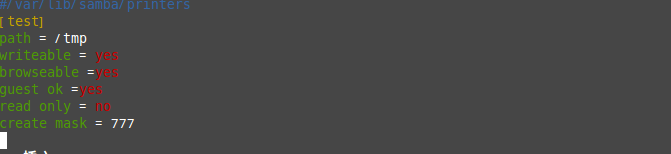 #/var/lib/samba/printers
[test]
path = /tmp
writeable = yes
browseable =yes
guest ok =yes
read only = no
create mask = 777